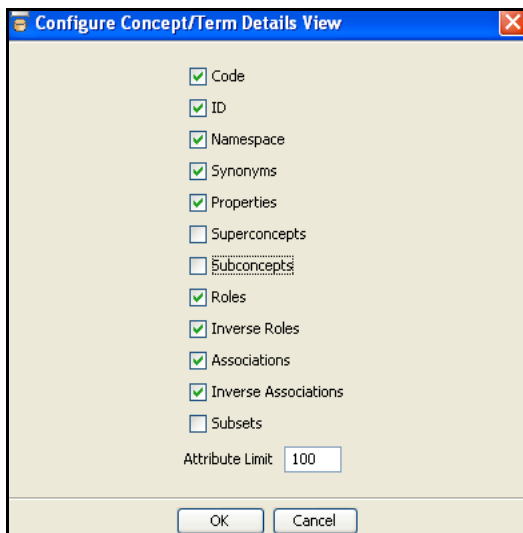 Configure Concept/Term Details View
Code
ID
Namespace
Synonyms
Properties
Superconcepts
Subconcepts
Roles
Inverse Roles
Associations
Inverse Associations
Subsets
Attribute Limit 100
OK Cancel